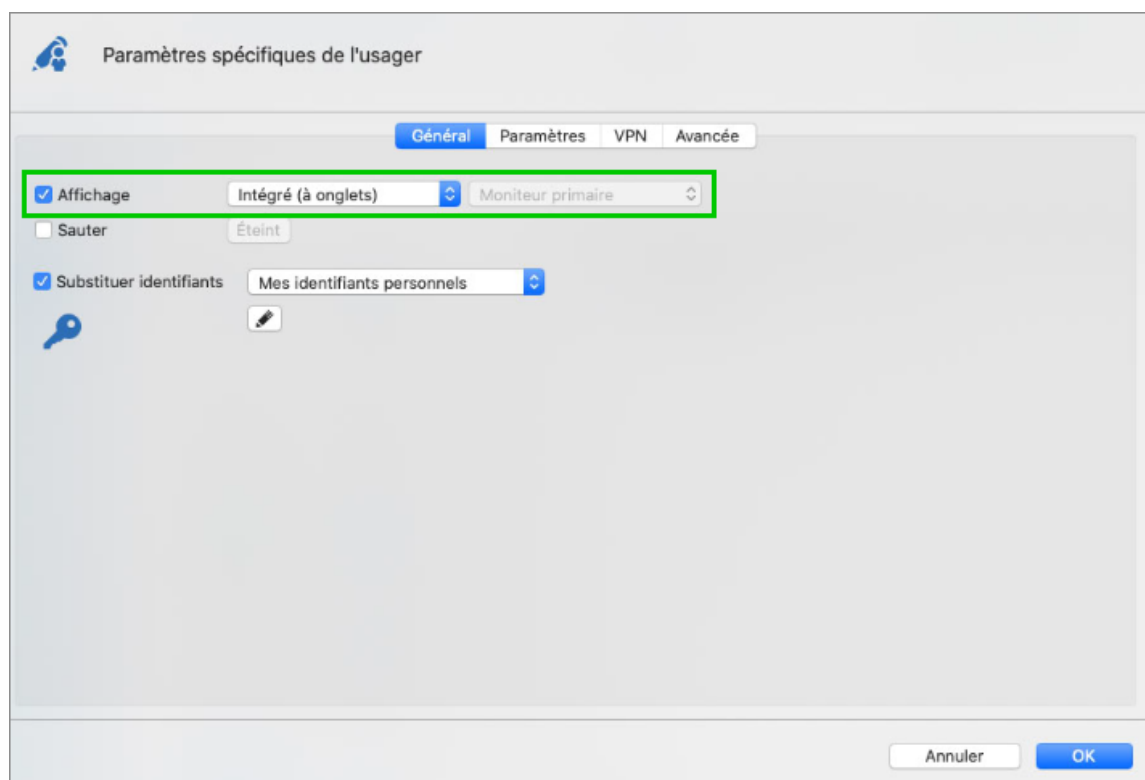 Paramètres spécifiques de l'usager
Général Paramètres VPN Avancée
Affichage Intégré (à onglets) Moniteur primaire
Sauter Éteint
Substituer identifiants Mes identifiants personnels
Annuler OK